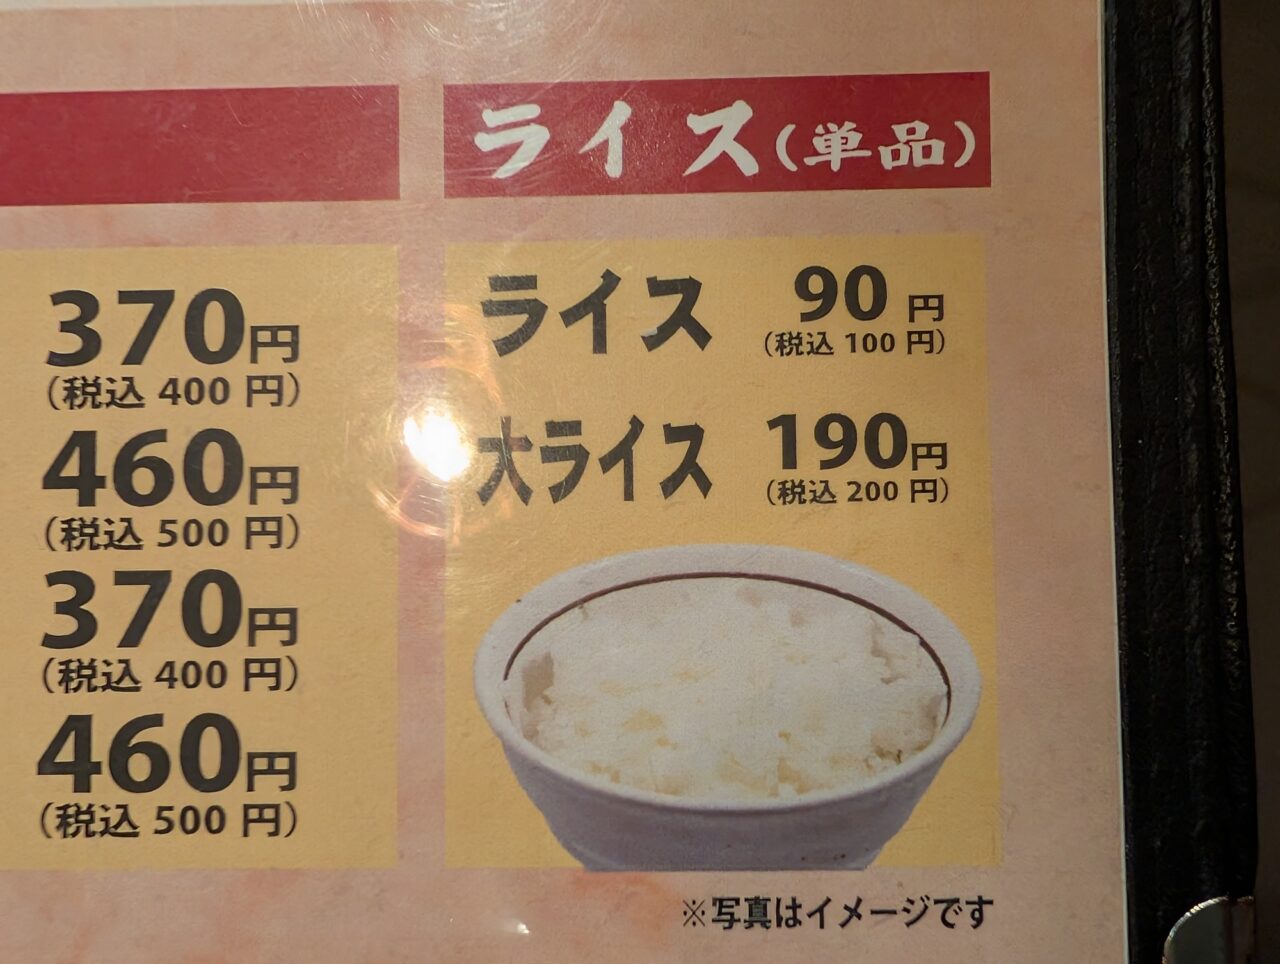 370円
（税込 400 円）
460円
（税込 500 円）
370円
（税込 400 円）
460円
（税込 500 円）
ライス（単品）
ライス 90 円
（税込 100 円）
大ライス 190円
（税込 200 円）
※写真はイメージです